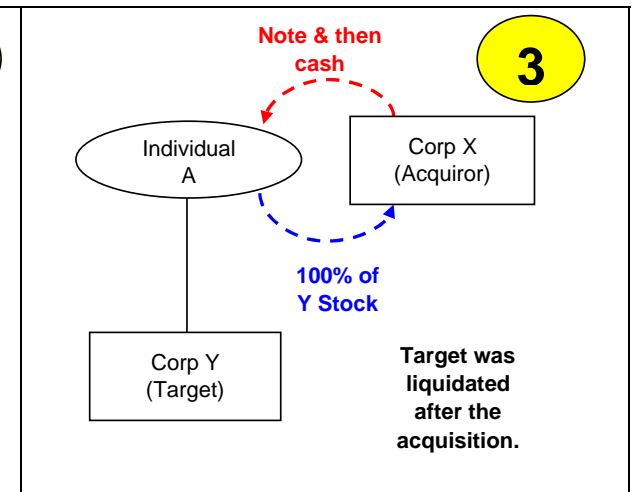 Note & then
cash
3
Individual
A
Corp X
(Acquiror)
100% of
Y Stock
Corp Y
(Target)
Target was
liquidated
after the
acquisition.